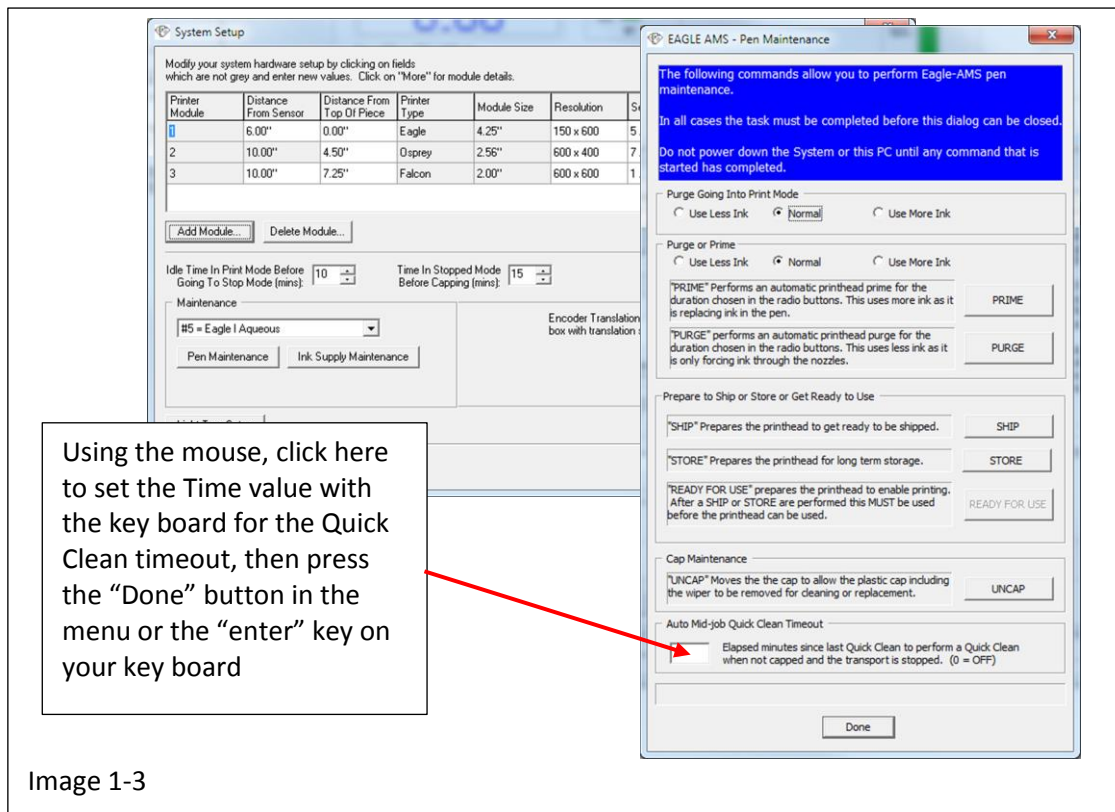 System Setup
Modify your system hardware setup by clicking on fields
which are not grey and enter new values. Click on "More" for module details.
Printer Module Distance From Sensor Distance From Top Of Piece Printer Type Module Size Resolution Se
1 6.00" 0.00" Eagle 4.25" 150 x 600 5
2 10.00" 4.50" Osprey 2.56" 600 x 400 7
3 10.00" 7.25" Falcon 2.00" 600 x 600 1
Add Module... Delete Module...
Idle Time In Print Mode Before
Going To Stop Mode (mins): 10
Time In Stopped Mode
Before Capping (mins): 15
Maintenance
#5 = Eagle I Aqueous
Pen Maintenance Ink Supply Maintenance
Encoder Translation
box with translation
EAGLE AMS - Pen Maintenance
The following commands allow you to perform Eagle-AMS pen
maintenance.
In all cases the task must be completed before this dialog can be closed.
Do not power down the System or this PC until any command that is
started has completed.
Purge Going Into Print Mode
Use Less Ink Normal Use More Ink
Purge or Prime
Use Less Ink Normal Use More Ink
"PRIME" Performs an automatic printhead prime for the
duration chosen in the radio buttons. This uses more ink as it
is replacing ink in the pen.
PRIME
"PURGE" performs an automatic printhead purge for the
duration chosen in the radio buttons. This uses less ink as it
is only forcing ink through the nozzles.
PURGE
Prepare to Ship or Store or Get Ready to Use
"SHIP" Prepares the printhead to get ready to be shipped.
SHIP
"STORE" Prepares the printhead for long term storage.
STORE
"READY FOR USE" prepares the printhead to enable printing.
After a SHIP or STORE are performed this MUST be used
before the printhead can be used.
READY FOR USE
Cap Maintenance
"UNCAP" Moves the the cap to allow the plastic cap including
the wiper to be removed for cleaning or replacement.
UNCAP
Auto Mid-job Quick Clean Timeout
Elapsed minutes since last Quick Clean to perform a Quick Clean
when not capped and the transport is stopped. (0 = OFF)
Done
Using the mouse, click here
to set the Time value with
the key board for the Quick
Clean timeout, then press
the “Done” button in the
menu or the “enter” key on
your key board
Image 1-3